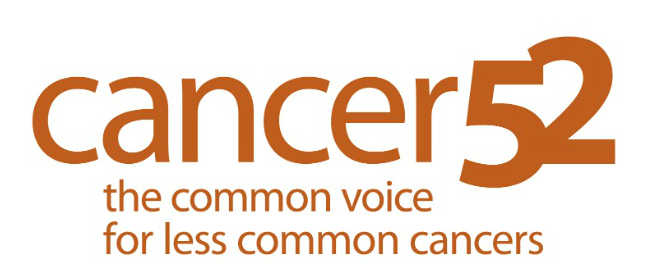 cancer52
the common voice
for less common cancers